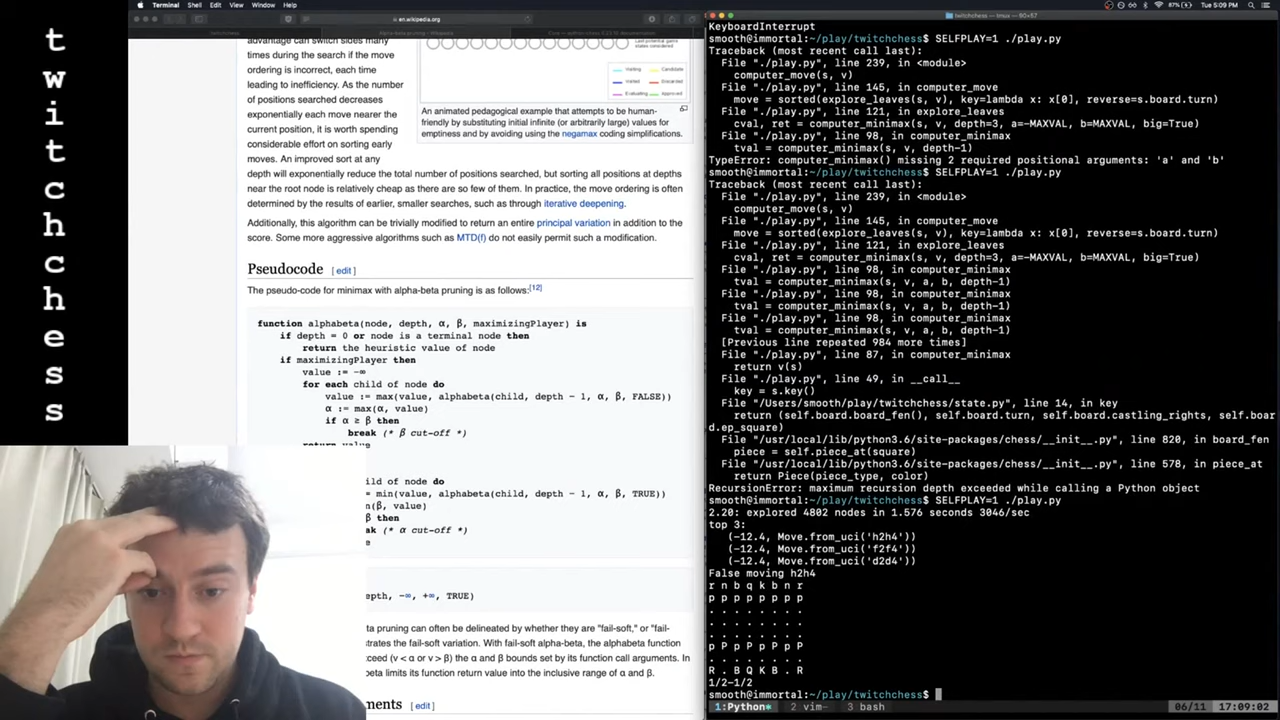 t
w
i
t
c
h
c
h
e
s
s
Terminal Shell Edit View Window Help
87% Tue 5:09 PM
en.wikipedia.org
advantage can switch sides many
times during the search if the move
ordering is incorrect, each time
leading to inefficiency. As the number
of positions searched decreases
exponentially each move nearer the
current position, it is worth spending
considerable effort on sorting early
moves. An improved sort at any
depth will exponentially reduce the total number of positions searched, but sorting all positions at depths
near the root node is relatively cheap as there are so few of them. In practice, the move ordering is often
determined by the results of earlier, smaller searches, such as through iterative deepening.
Additionally, this algorithm can be trivially modified to return an entire principal variation in addition to the
score. Some more aggressive algorithms such as MTD(f) do not easily permit such a modification.
An animated pedagogical example that attempts to be human-
friendly by substituting initial infinite (or arbitrarily large) values for
emptiness and by avoiding using the negamax coding simplifications.
Pseudocode [ edit ]
The pseudo-code for minimax with alpha-beta pruning is as follows:[12]
function alphabeta(node, depth, α, β, maximizingPlayer) is
if depth = 0 or node is a terminal node then
return the heuristic value of node
if maximizingPlayer then
value := −∞
for each child of node do
value := max(value, alphabeta(child, depth − 1, α, β, FALSE))
α := max(α, value)
if α ≥ β then
break (* β cut-off *)
return value
d of node do
= min(value, alphabeta(child, depth − 1, α, β, TRUE))
n(β, value)
β then
ak (* α cut-off *)
e
epth, −∞, +∞, TRUE)
ta pruning can often be delineated by whether they are "fail-soft," or "fail-
strates the fail-soft variation. With fail-soft alpha-beta, the alphabeta function
xceed (v < α or v > β) the α and β bounds set by its function call arguments. In
beta limits its function return value into the inclusive range of α and β.
ments [ edit ]
twitchchess — tmux — 80×57
KeyboardInterrupt
smooth@immortal:~/play/twitchchess$ SELFPLAY=1 ./play.py
Traceback (most recent call last):
File "./play.py", line 239, in <module>
computer_move(s, v)
File "./play.py", line 145, in computer_move
move = sorted(explore_leaves(s, v), key=lambda x: x[0], reverse=s.board.turn)
File "./play.py", line 121, in explore_leaves
cval, ret = computer_minimax(s, v, depth=3, a=-MAXVAL, b=MAXVAL, big=True)
File "./play.py", line 98, in computer_minimax
tval = computer_minimax(s, v, depth-1)
TypeError: computer_minimax() missing 2 required positional arguments: 'a' and 'b'
smooth@immortal:~/play/twitchchess$ SELFPLAY=1 ./play.py
Traceback (most recent call last):
File "./play.py", line 239, in <module>
computer_move(s, v)
File "./play.py", line 145, in computer_move
move = sorted(explore_leaves(s, v), key=lambda x: x[0], reverse=s.board.turn)
File "./play.py", line 121, in explore_leaves
cval, ret = computer_minimax(s, v, depth=3, a=-MAXVAL, b=MAXVAL, big=True)
File "./play.py", line 98, in computer_minimax
tval = computer_minimax(s, v, a, b, depth-1)
File "./play.py", line 98, in computer_minimax
tval = computer_minimax(s, v, a, b, depth-1)
File "./play.py", line 98, in computer_minimax
tval = computer_minimax(s, v, a, b, depth-1)
[Previous line repeated 984 more times]
File "./play.py", line 87, in computer_minimax
return v(s)
File "./play.py", line 49, in __call__
key = s.key()
File "/Users/smooth/play/twitchchess/state.py", line 14, in key
return (self.board.board_fen(), self.board.turn, self.board.castling_rights, self.boar
d.ep_square)
File "/usr/local/lib/python3.6/site-packages/chess/__init__.py", line 820, in board_fen
piece = self.piece_at(square)
File "/usr/local/lib/python3.6/site-packages/chess/__init__.py", line 578, in piece_at
return Piece(piece_type, color)
RecursionError: maximum recursion depth exceeded while calling a Python object
smooth@immortal:~/play/twitchchess$ SELFPLAY=1 ./play.py
2.20: explored 4802 nodes in 1.576 seconds 3046/sec
top 3:
(-12.4, Move.from_uci('h2h4'))
(-12.4, Move.from_uci('f2f4'))
(-12.4, Move.from_uci('d2d4'))
False moving h2h4
r n b q k b n r
p p p p p p p p
. . . . . . . .
. . . . . . . .
. . . . . . . .
p P p P p P p P
. . . . . . . .
R . B Q K B . R
1/2-1/2
smooth@immortal:~/play/twitchchess$
1:Python* 2 vim- 3 bash 06/11 17:09:02